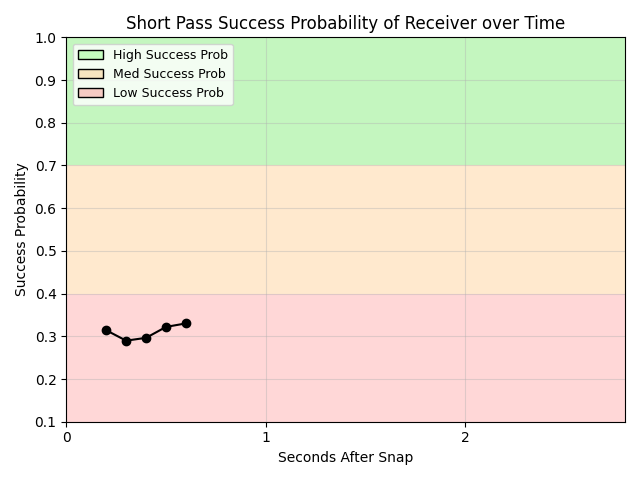 Short Pass Success Probability of Receiver over Time
1.0
High Success Prob
Med Success Prob
Low Success Prob
0.9
0.8
0.7
0.6
0.5
0.4
0.3
0.2
0.1
Success Probability
0
1
2
Seconds After Snap